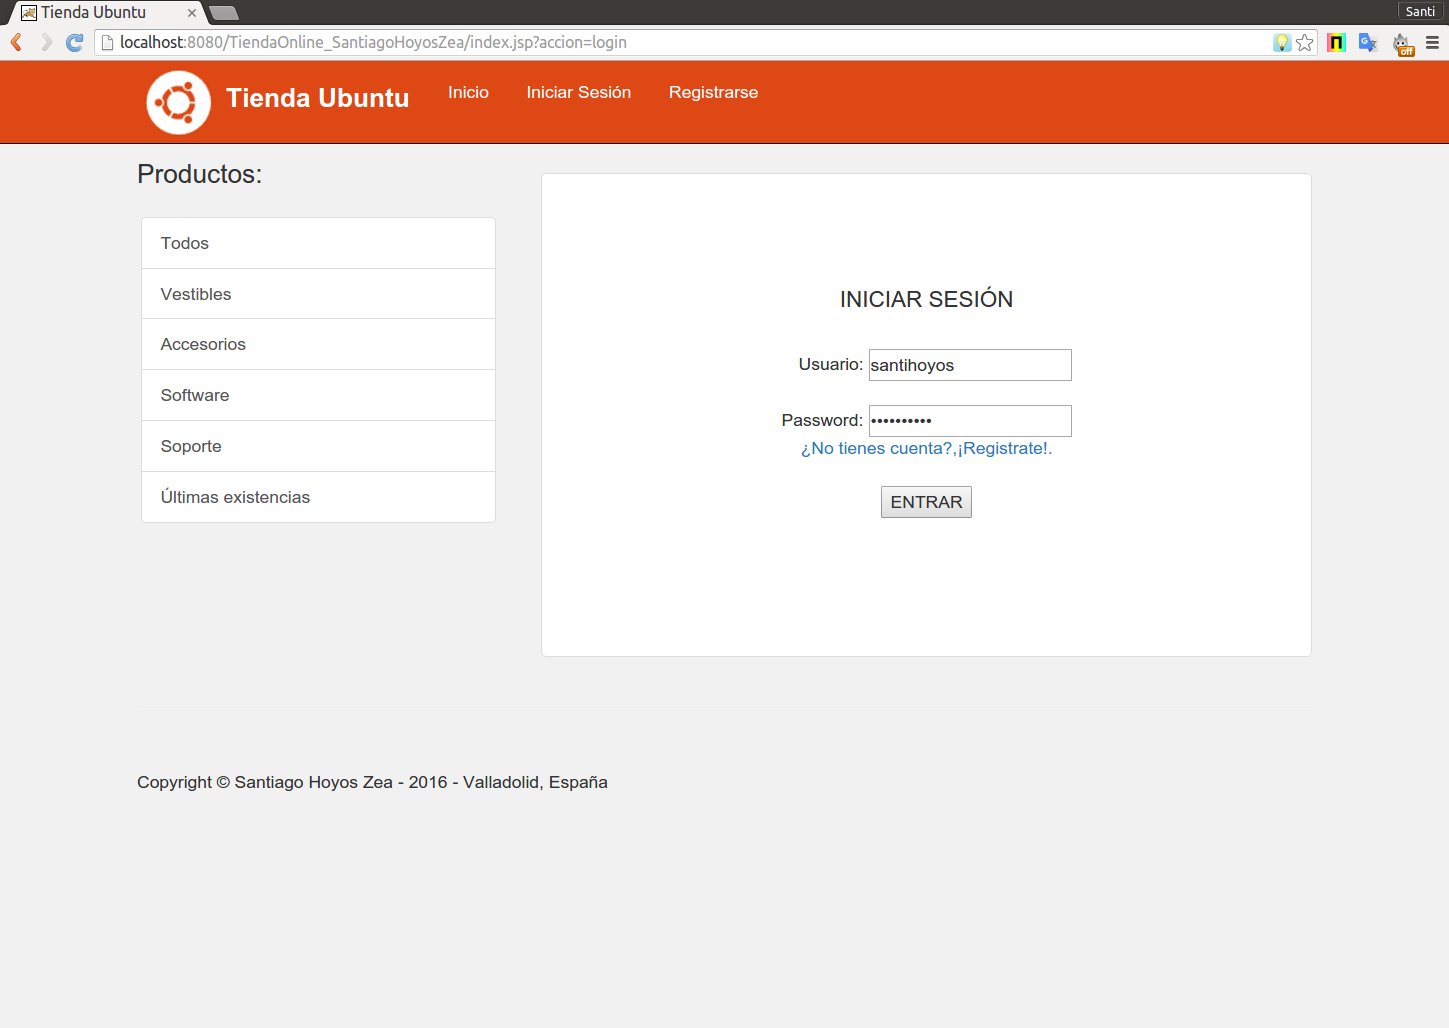 Tienda Ubuntu
Santi
localhost:8080/TiendaOnline_SantiagoHoyosZea/index.jsp?accion=login
off
Tienda Ubuntu
Inicio
Iniciar Sesión
Registrarse
Productos:
Todos
Vestibles
Accesorios
Software
Soporte
Últimas existencias
INICIAR SESIÓN
Usuario: santihoyos
Password: ••••••••••
¿No tienes cuenta?,¡Registrate!.
ENTRAR
Copyright © Santiago Hoyos Zea - 2016 - Valladolid, España